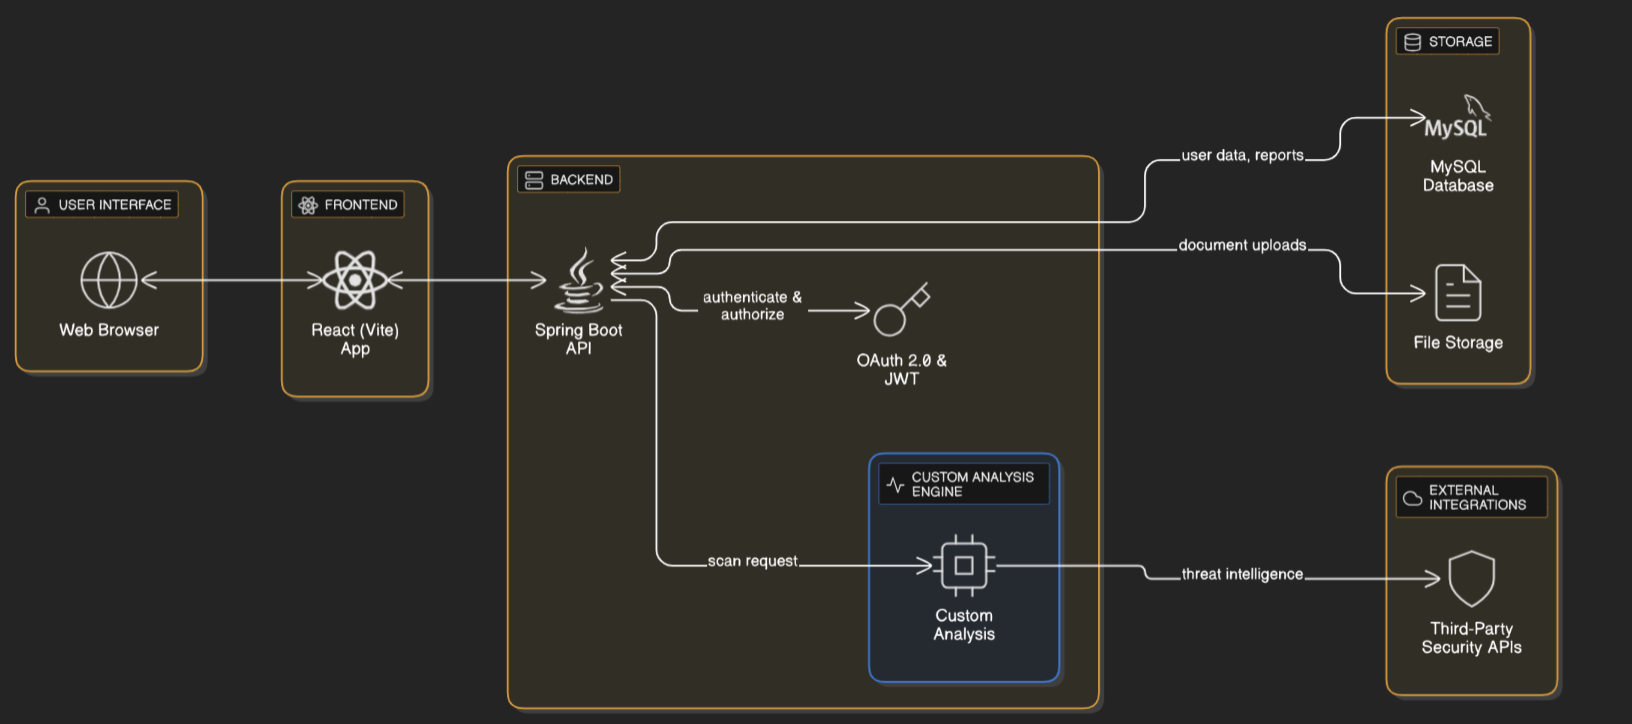 USER INTERFACE
Web Browser
FRONTEND
React (Vite)
App
BACKEND
Spring Boot
API
authenticate &
authorize
OAuth 2.0 &
JWT
scan request
CUSTOM ANALYSIS
ENGINE
Custom
Analysis
user data, reports
document uploads
threat intelligence
STORAGE
MySQL
MySQL
Database
File Storage
EXTERNAL
INTEGRATIONS
Third-Party
Security APIs